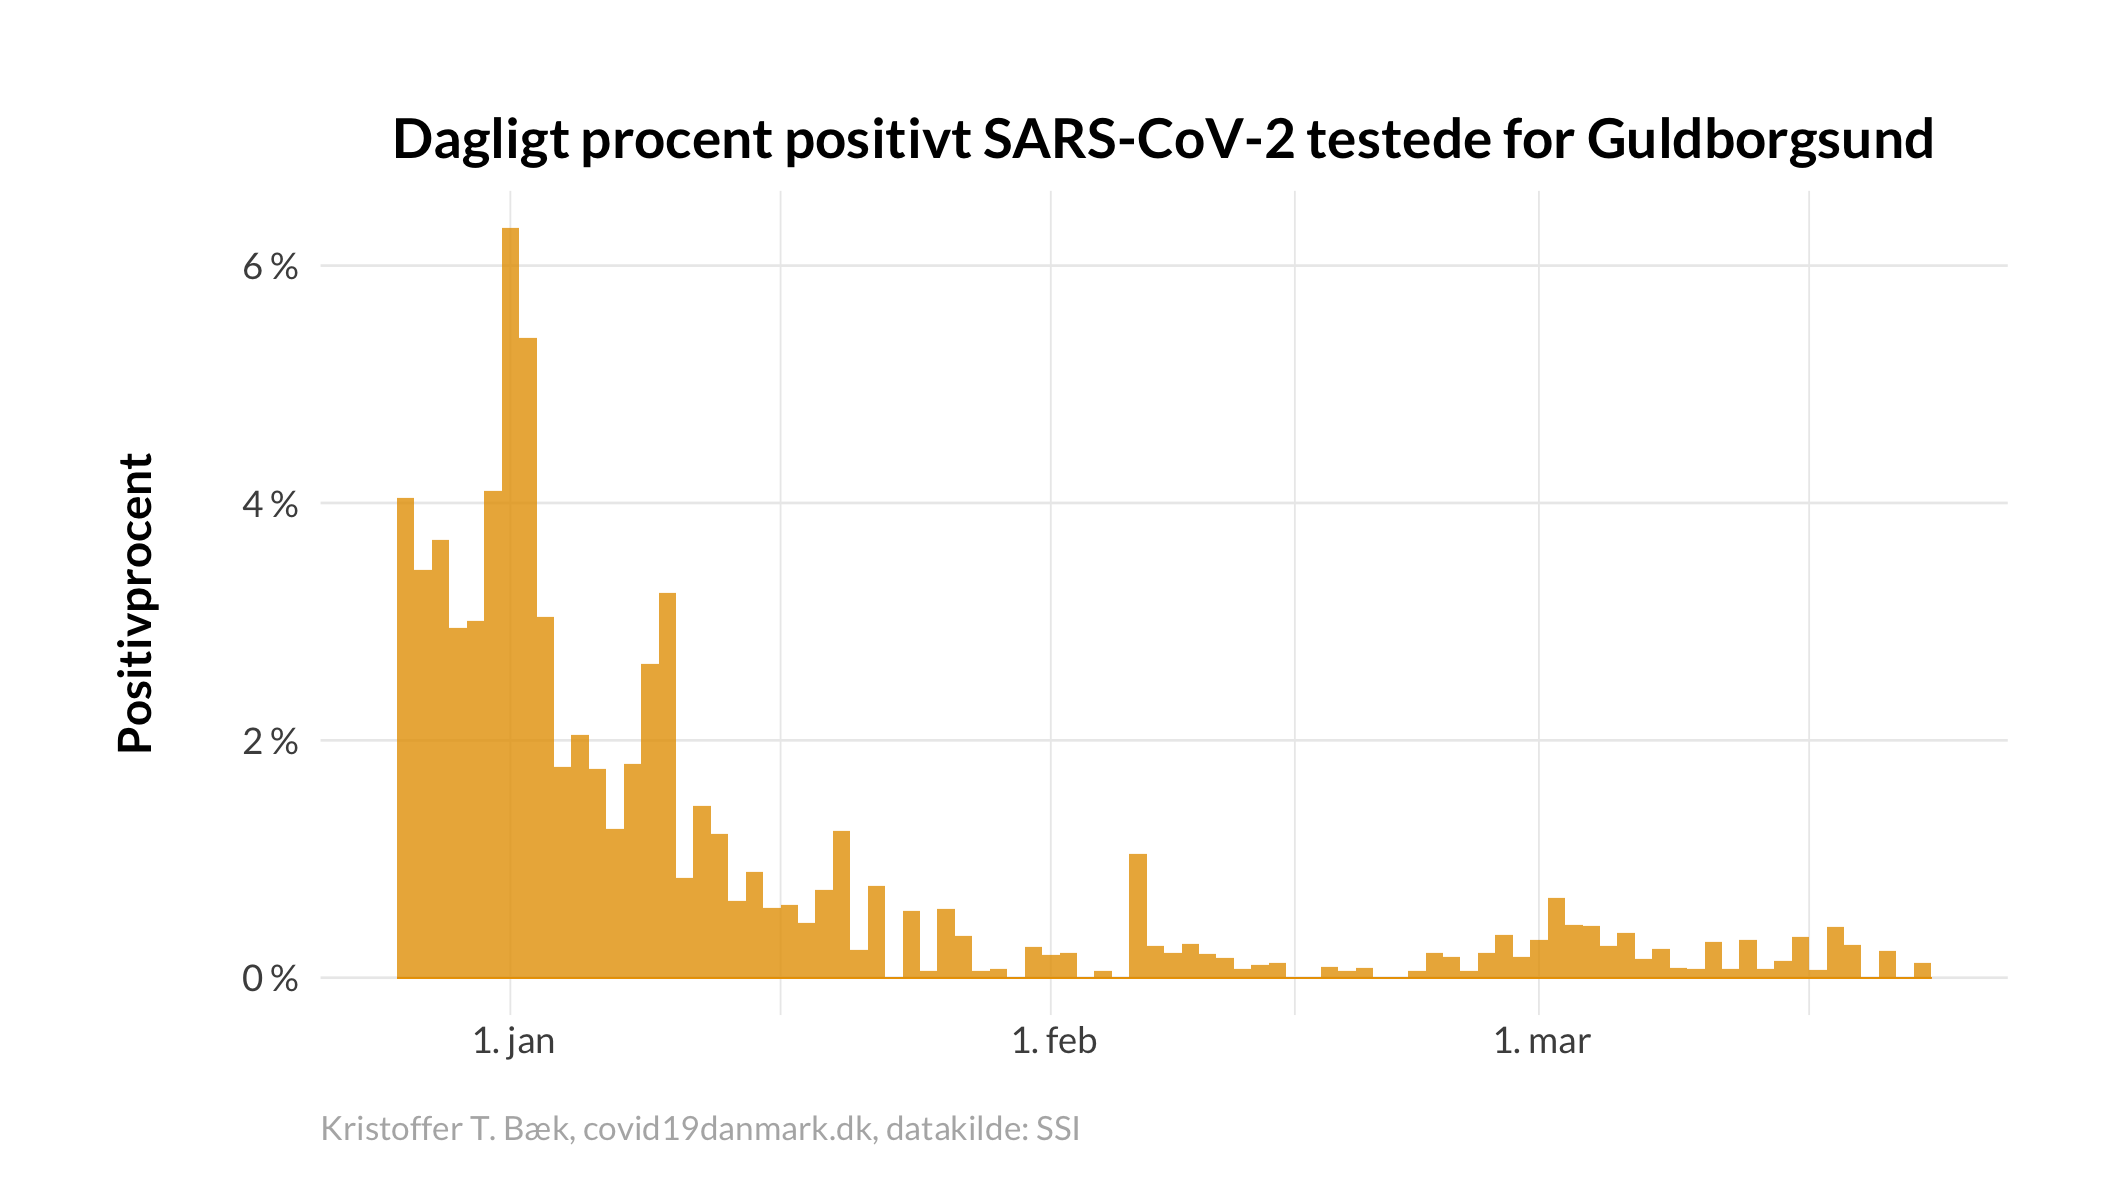 Dagligt procent positivt SARS-CoV-2 testede for Guldborgsund
Positivprocent
6 %
4 %
2 %
0 %
1. jan
1. feb
1. mar
Kristoffer T. Bæk, covid19danmark.dk, datakilde: SSI